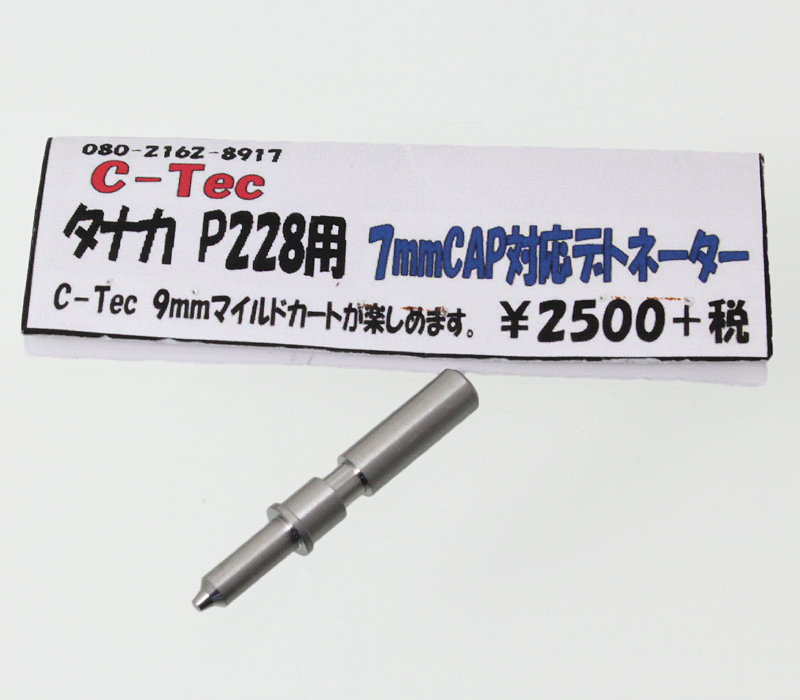 080-2162-8917
C-Tec
タナカ P228用 7mmCAP対応デトネーター
C-Tec 9mmマイルドカートが楽しめます。 ¥2500+税